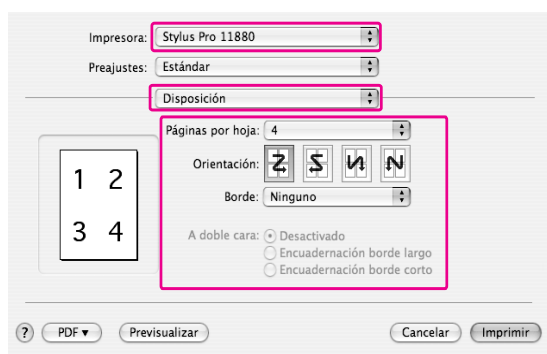 Impresora: Stylus Pro 11880
Preajustes: Estándar
Disposición
Páginas por hoja: 4
Orientación:
Borde: Ninguno
1 2
3 4
A doble cara: Desactivado
Encuadernación borde largo
Encuadernación borde corto
? PDF▼ Previsualizar Cancelar Imprimir